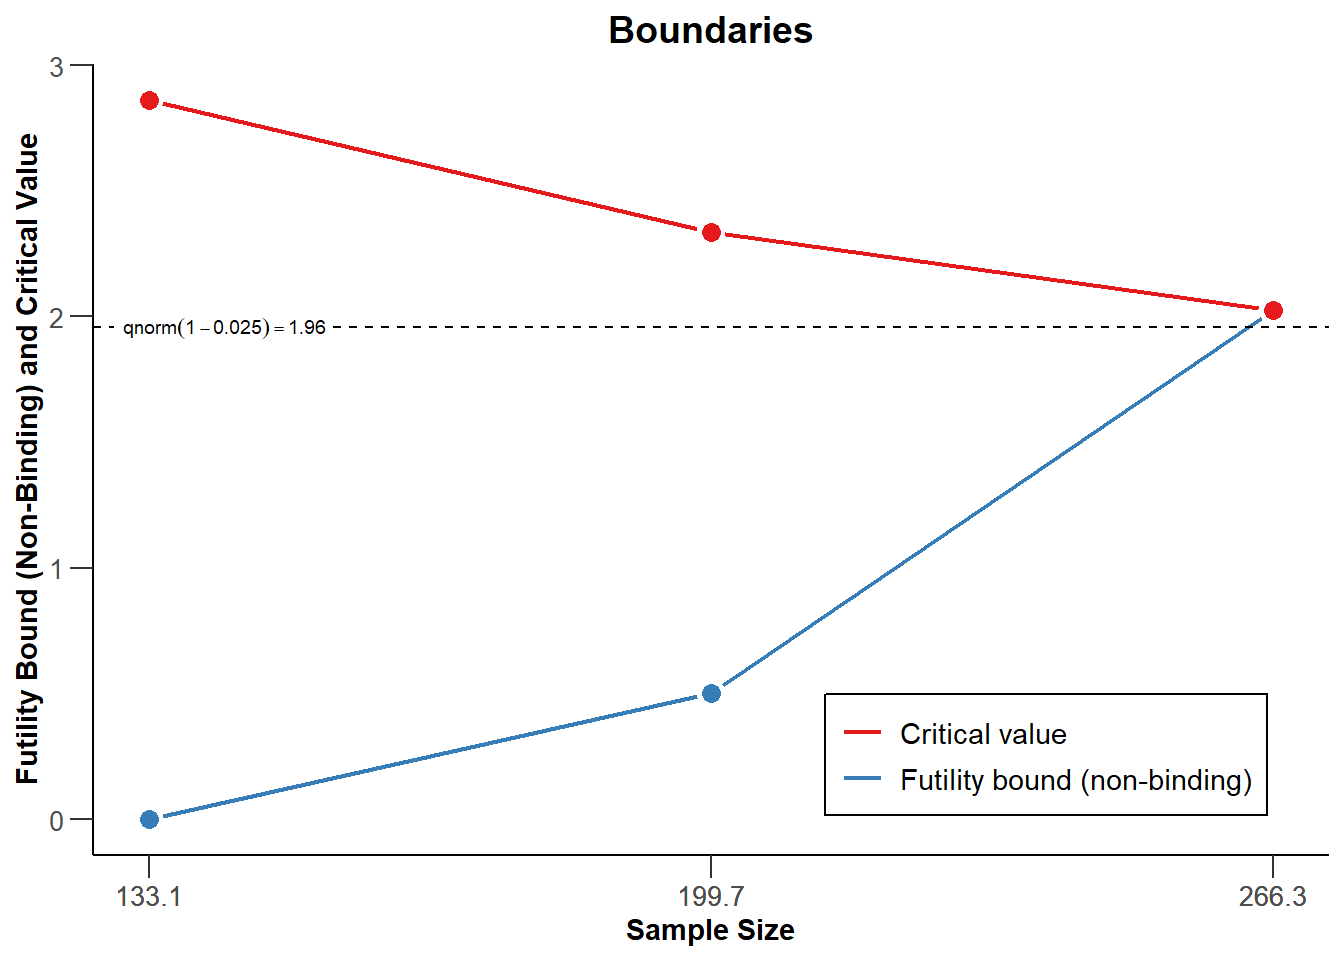 Boundaries
Futility Bound (Non-Binding) and Critical Value
3
2
1
0
qnorm(1 − 0.025) = 1.96
Critical value
Futility bound (non-binding)
133.1
199.7
266.3
Sample Size